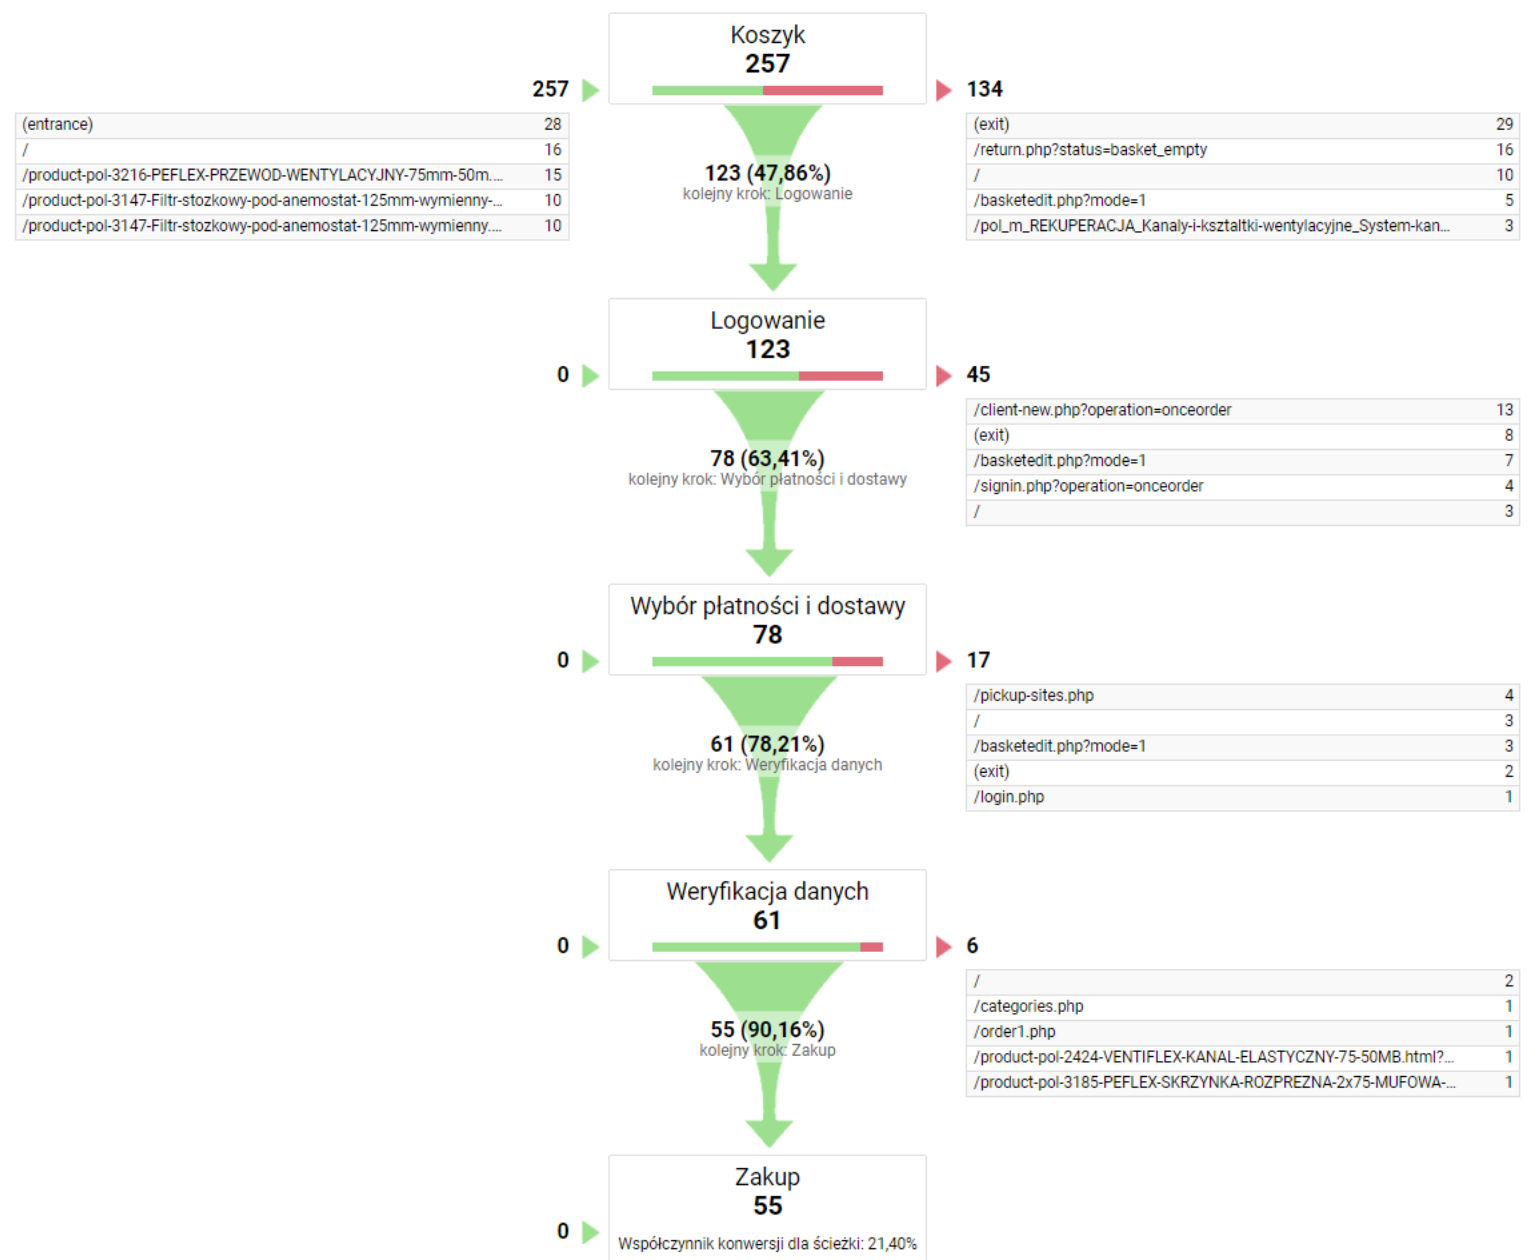 Koszyk
257
257
134
(entrance) 28
/ 16
/product-pol-3216-PEFLEX-PRZEWOD-WENTYLACYJNY-75mm-50m.... 15
/product-pol-3147-Filtr-stozkowy-pod-anemostat-125mm-wymienny-... 10
/product-pol-3147-Filtr-stozkowy-pod-anemostat-125mm-wymienny.... 10
(exit) 29
/return.php?status=basket_empty 16
/ 10
/basketedit.php?mode=1 5
/pol_m_REKUPERACJA_Kanaly-i-ksztaltki-wentylacyjne_System-kan... 3
123 (47,86%)
kolejny krok: Logowanie
Logowanie
123
0
45
/client-new.php?operation=onceorder 13
(exit) 8
/basketedit.php?mode=1 7
/signin.php?operation=onceorder 4
/ 3
78 (63,41%)
kolejny krok: Wybór płatności i dostawy
Wybór płatności i dostawy
78
0
17
/pickup-sites.php 4
/ 3
/basketedit.php?mode=1 3
(exit) 2
/login.php 1
61 (78,21%)
kolejny krok: Weryfikacja danych
Weryfikacja danych
61
0
6
/ 2
/categories.php 1
/order1.php 1
/product-pol-2424-VENTIFLEX-KANAL-ELASTYCZNY-75-50MB.html?... 1
/product-pol-3185-PEFLEX-SKRZYNKA-ROZPREZNA-2x75-MUFOWA-... 1
55 (90,16%)
kolejny krok: Zakup
Zakup
55
0
Współczynnik konwersji dla ścieżki: 21,40%